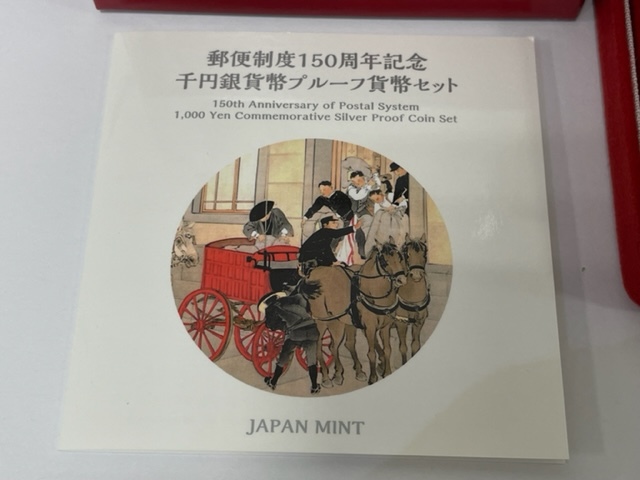 郵便制度150周年記念
千円銀貨幣プルーフ貨幣セット
150th Anniversary of Postal System
1,000 Yen Commemorative Silver Proof Coin Set
JAPAN MINT